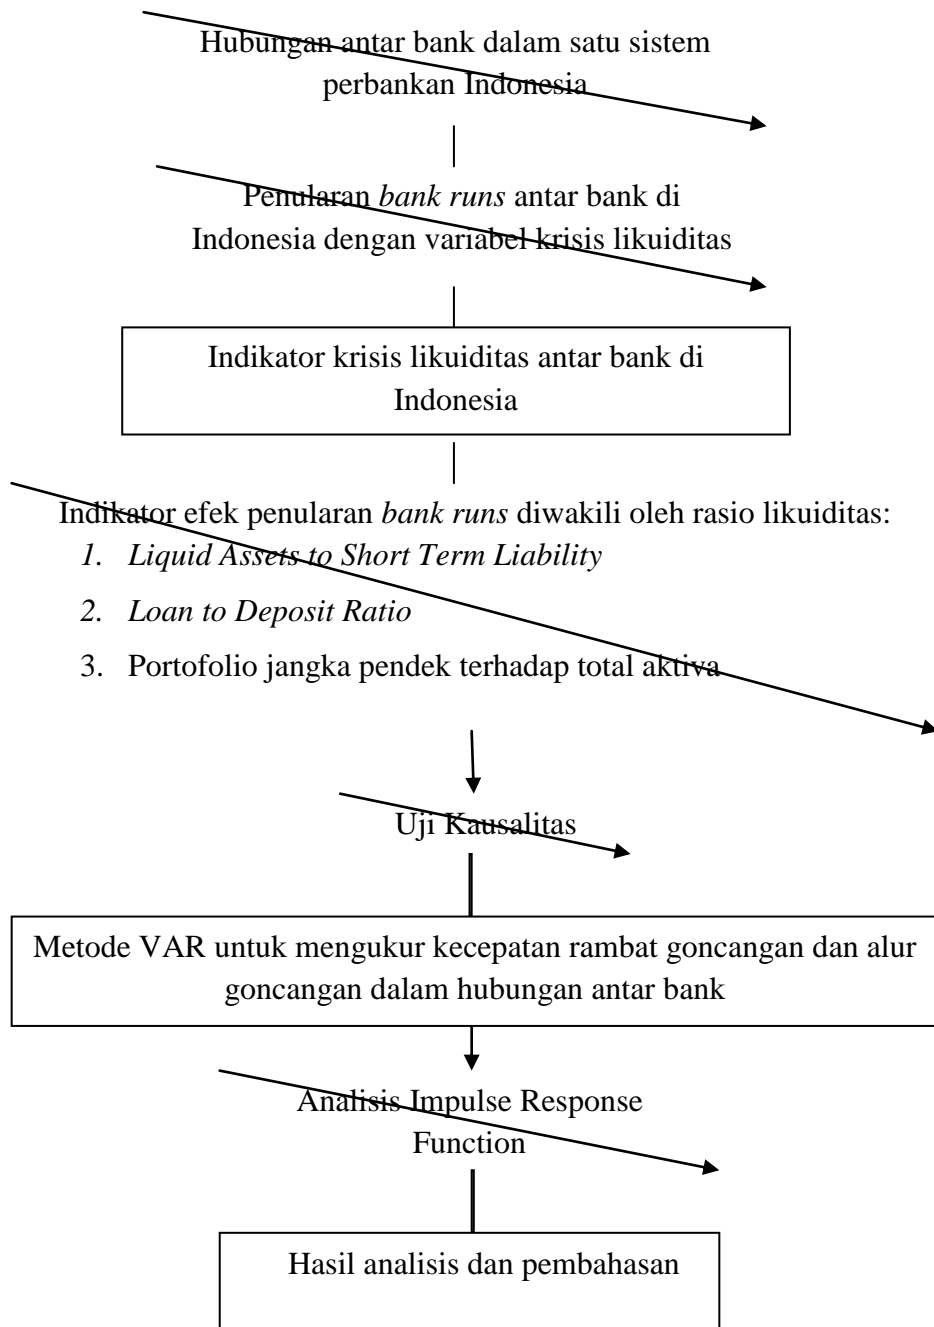 Hubungan antar bank dalam satu sistem
perbankan Indonesia
Penularan bank runs antar bank di
Indonesia dengan variabel krisis likuiditas
Indikator krisis likuiditas antar bank di
Indonesia
Indikator efek penularan bank runs diwakili oleh rasio likuiditas:
1. Liquid Assets to Short Term Liability
2. Loan to Deposit Ratio
3. Portofolio jangka pendek terhadap total aktiva
Uji Kausalitas
Metode VAR untuk mengukur kecepatan rambat goncangan dan alur
goncangan dalam hubungan antar bank
Analisis Impulse Response
Function
Hasil analisis dan pembahasan